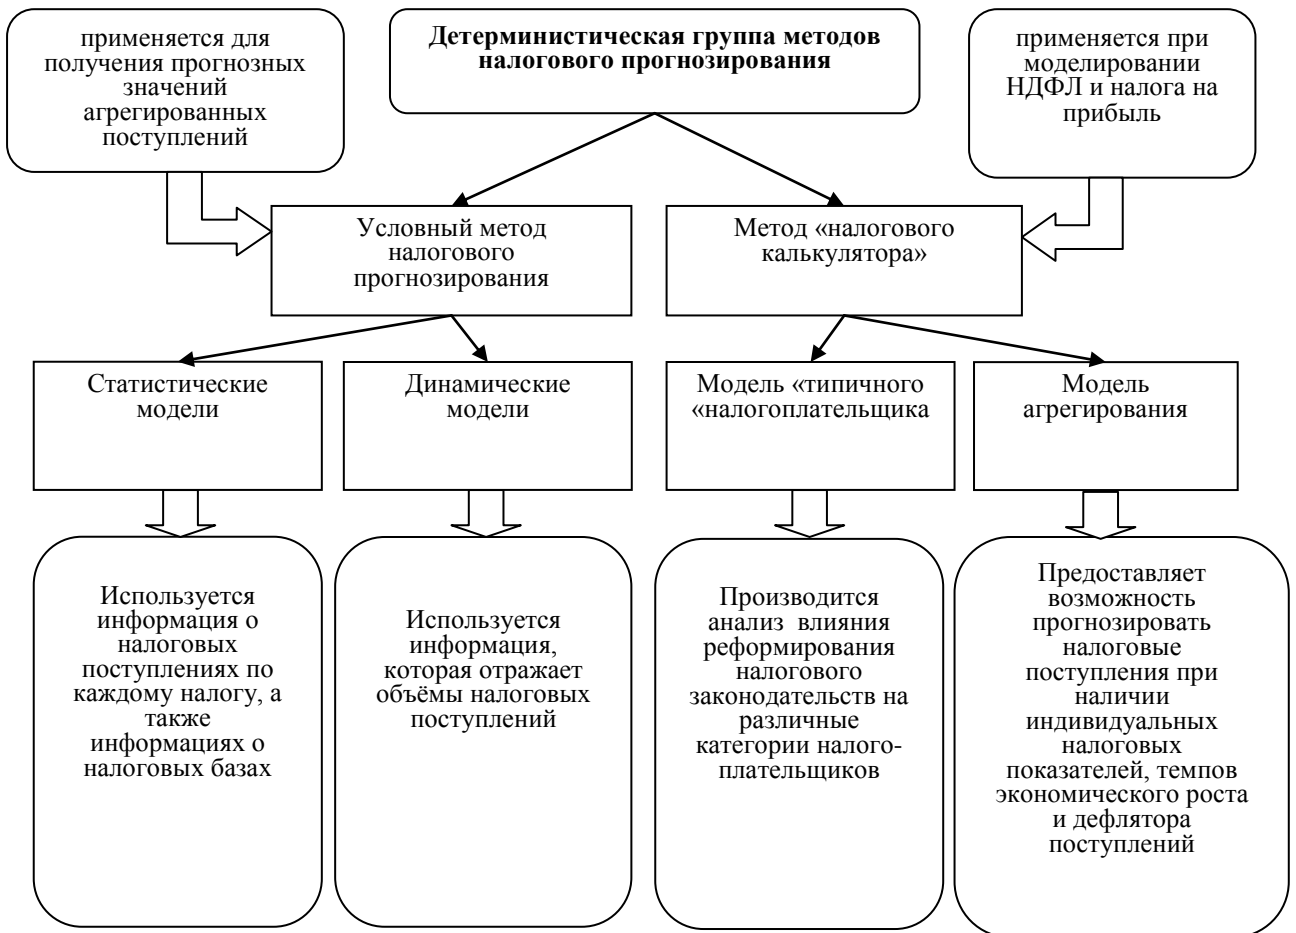 применяется для
получения прогнозных
значений
агрегированных
поступлений
Детерминистическая группа методов
налогового прогнозирования
применяется при
моделировании
НДФЛ и налога на
прибыль
Условный метод
налогового
прогнозирования
Метод «налогового
калькулятора»
Статистические
модели
Динамические
модели
Модель «типичного
«налогоплательщика
Модель
агрегирования
Используется
информация о
налоговых
поступлениях по
каждому налогу, а
также
информациях о
налоговых базах
Используется
информация,
которая отражает
объёмы налоговых
поступлений
Производится
анализ влияния
реформирования
налогового
законодательств на
различные
категории налого-
плательщиков
Предоставляет
возможность
прогнозировать
налоговые
поступления при
наличии
индивидуальных
налоговых
показателей, темпов
экономического роста
и дефлятора
поступлений